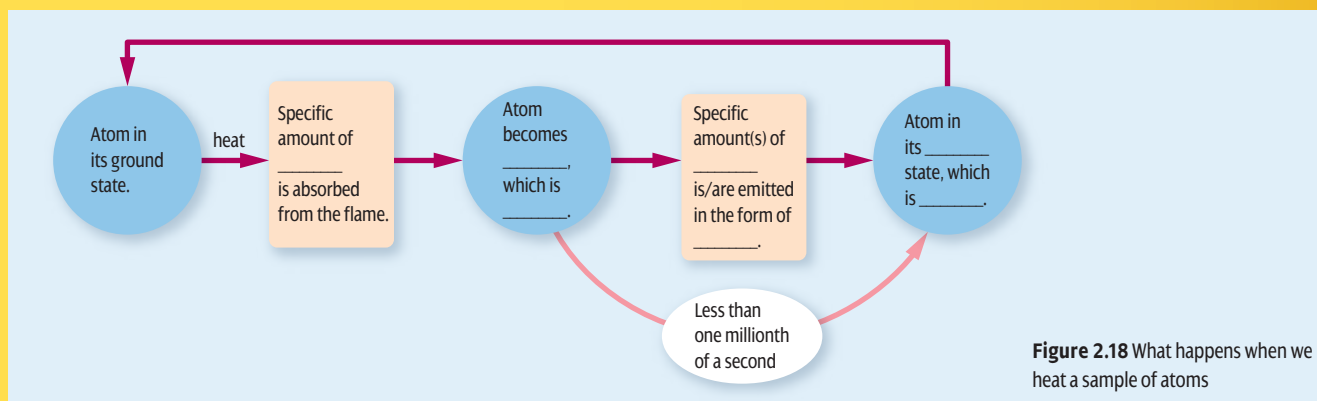 Atom in
its ground
state.
heat
Specific
amount of
_______
is absorbed
from the flame.
Atom
becomes
_______,
which is
_______.
Specific
amount(s) of
_______
is/are emitted
in the form of
_______.
Atom in
its _______
state, which
is _______.
Less than
one millionth
of a second
Figure 2.18 What happens when we
heat a sample of atoms